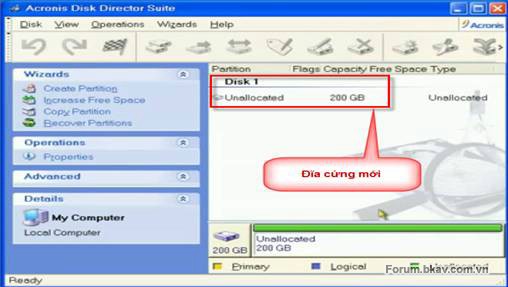 Acronis Disk Director Suite
Disk View Operations Wizards Help
Acronis
Wizards
Create Partition
Increase Free Space
Copy Partition
Recover Partitions
Operations
Properties
Advanced
Details
My Computer
Local Computer
Partition Flags Capacity Free Space Type
Disk 1
Unallocated 200 GB Unallocated
Đĩa cứng mới
200 GB
Unallocated
200 GB
Primary Logical
Forum.bkav.com.vn
Ready